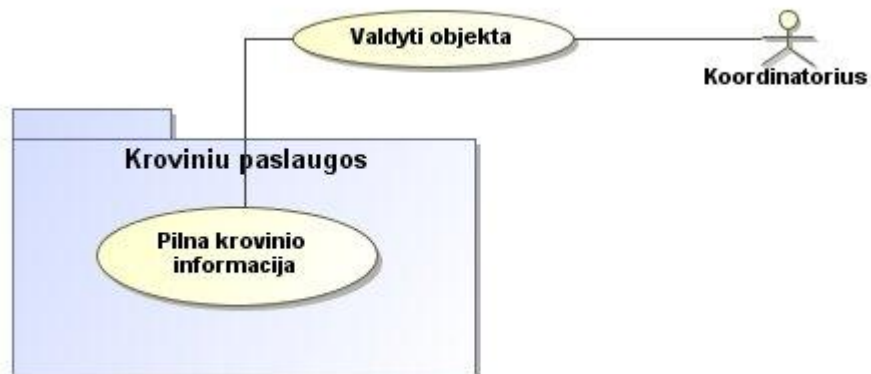 Valdyti objekta
Koordinatorius
Kroviniu paslaugos
Pilna krovinio
informacija